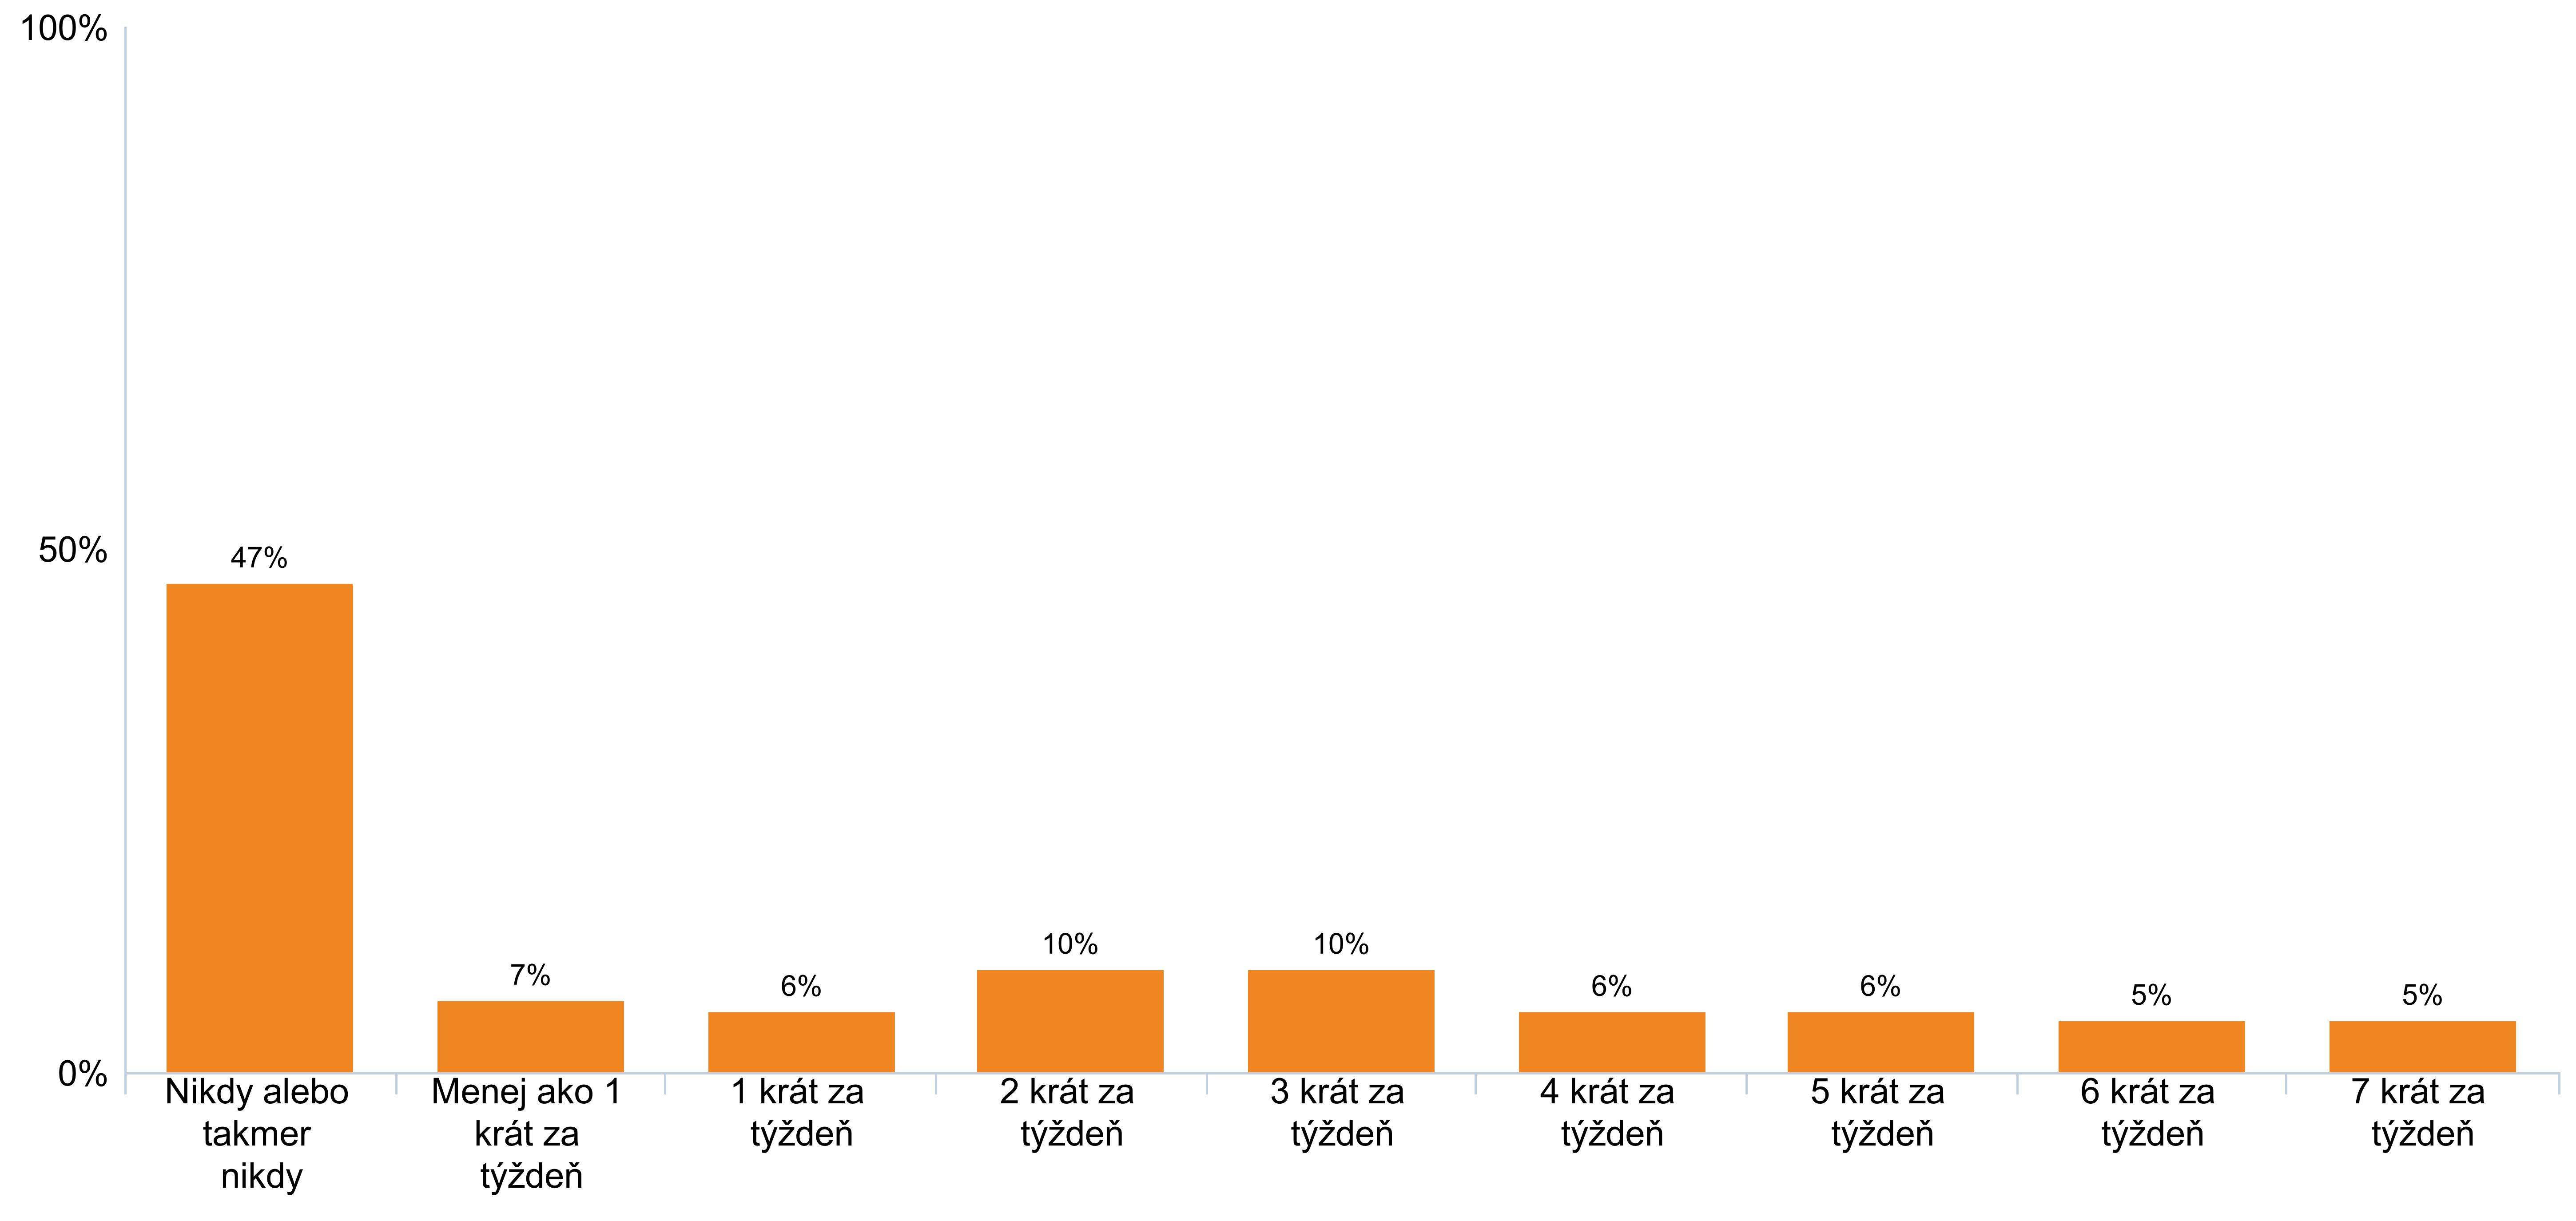 100%
50%
0%
47%
7%
6%
10%
10%
6%
6%
5%
5%
Nikdy alebo
takmer
nikdy
Menej ako 1
krát za
týždeň
1 krát za
týždeň
2 krát za
týždeň
3 krát za
týždeň
4 krát za
týždeň
5 krát za
týždeň
6 krát za
týždeň
7 krát za
týždeň